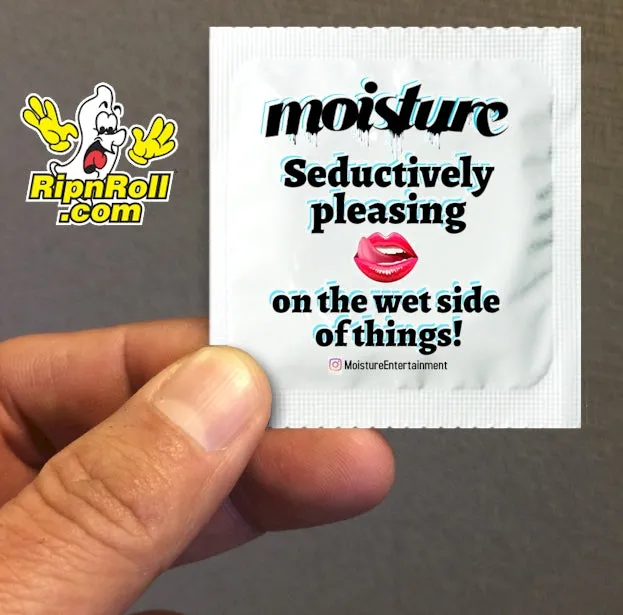 RipnRoll
.com
moisture
Seductively
pleasing
on the wet side
of things!
MoistureEntertainment